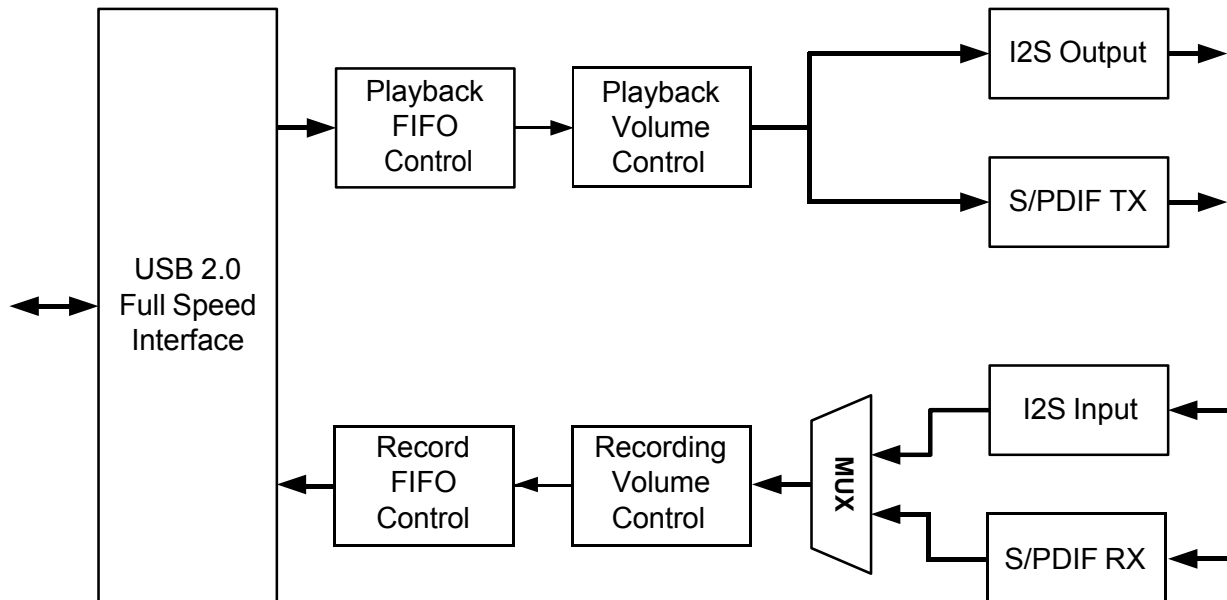 USB 2.0
Full Speed
Interface
Playback
FIFO
Control
Playback
Volume
Control
I2S Output
S/PDIF TX
Record
FIFO
Control
Recording
Volume
Control
MUX
I2S Input
S/PDIF RX